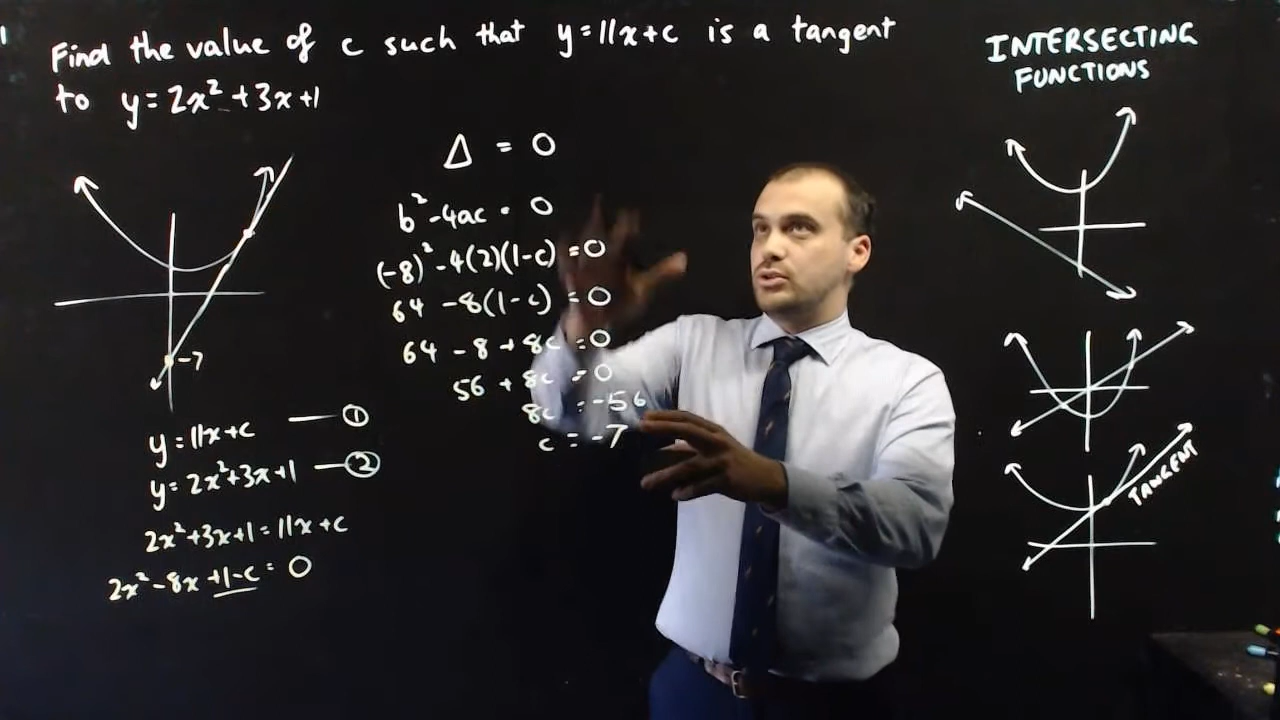 Find the value of c such that y=11x+c is a tangent
to y=2x²+3x+1
-7
y=11x+c —①
y=2x²+3x+1 —②
2x²+3x+1=11x+c
2x²-8x+1-c=0
Δ = 0
b²-4ac=0
(-8)²-4(2)(1-c)=0
64-8(1-c)=0
64-8+8c=0
56+8c=0
8c=-56
c=-7
INTERSECTING
FUNCTIONS
TANGENT